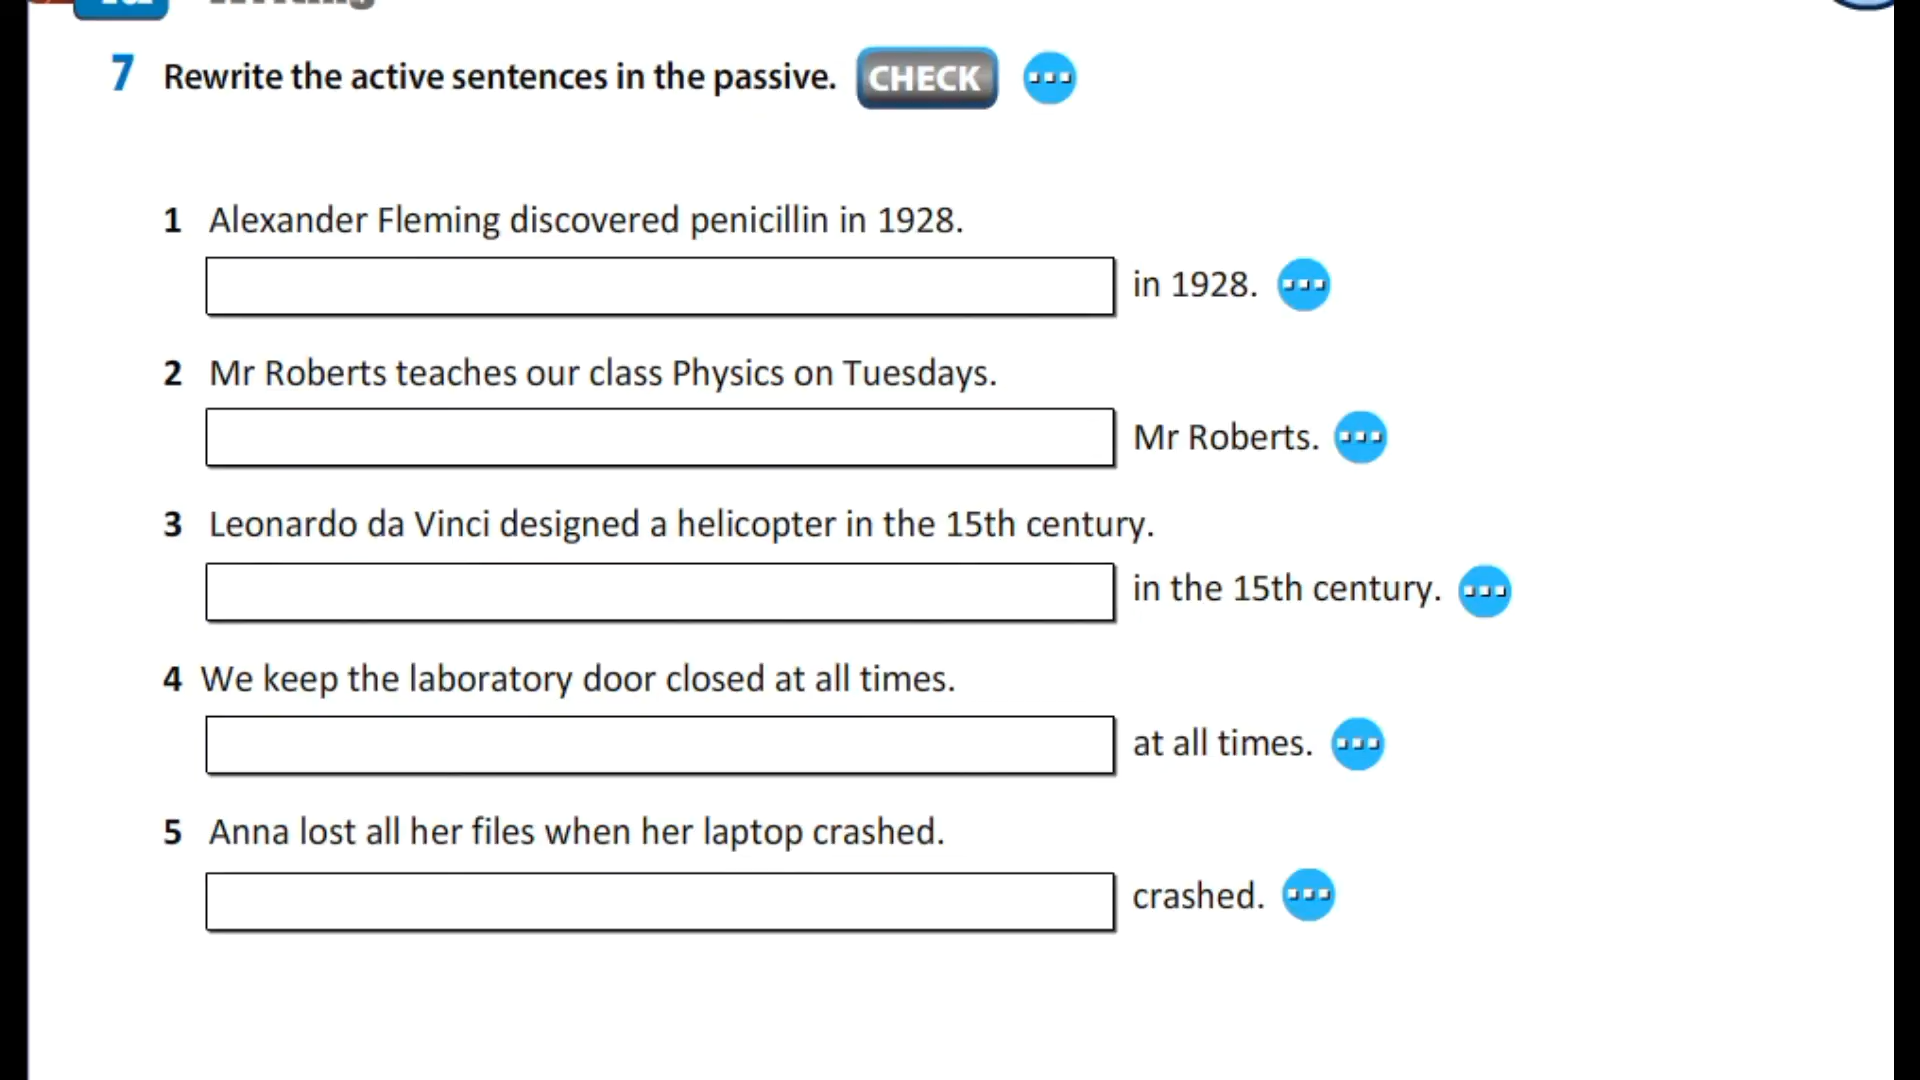 7 Rewrite the active sentences in the passive. CHECK
1 Alexander Fleming discovered penicillin in 1928.
in 1928.
2 Mr Roberts teaches our class Physics on Tuesdays.
Mr Roberts.
3 Leonardo da Vinci designed a helicopter in the 15th century.
in the 15th century.
4 We keep the laboratory door closed at all times.
at all times.
5 Anna lost all her files when her laptop crashed.
crashed.